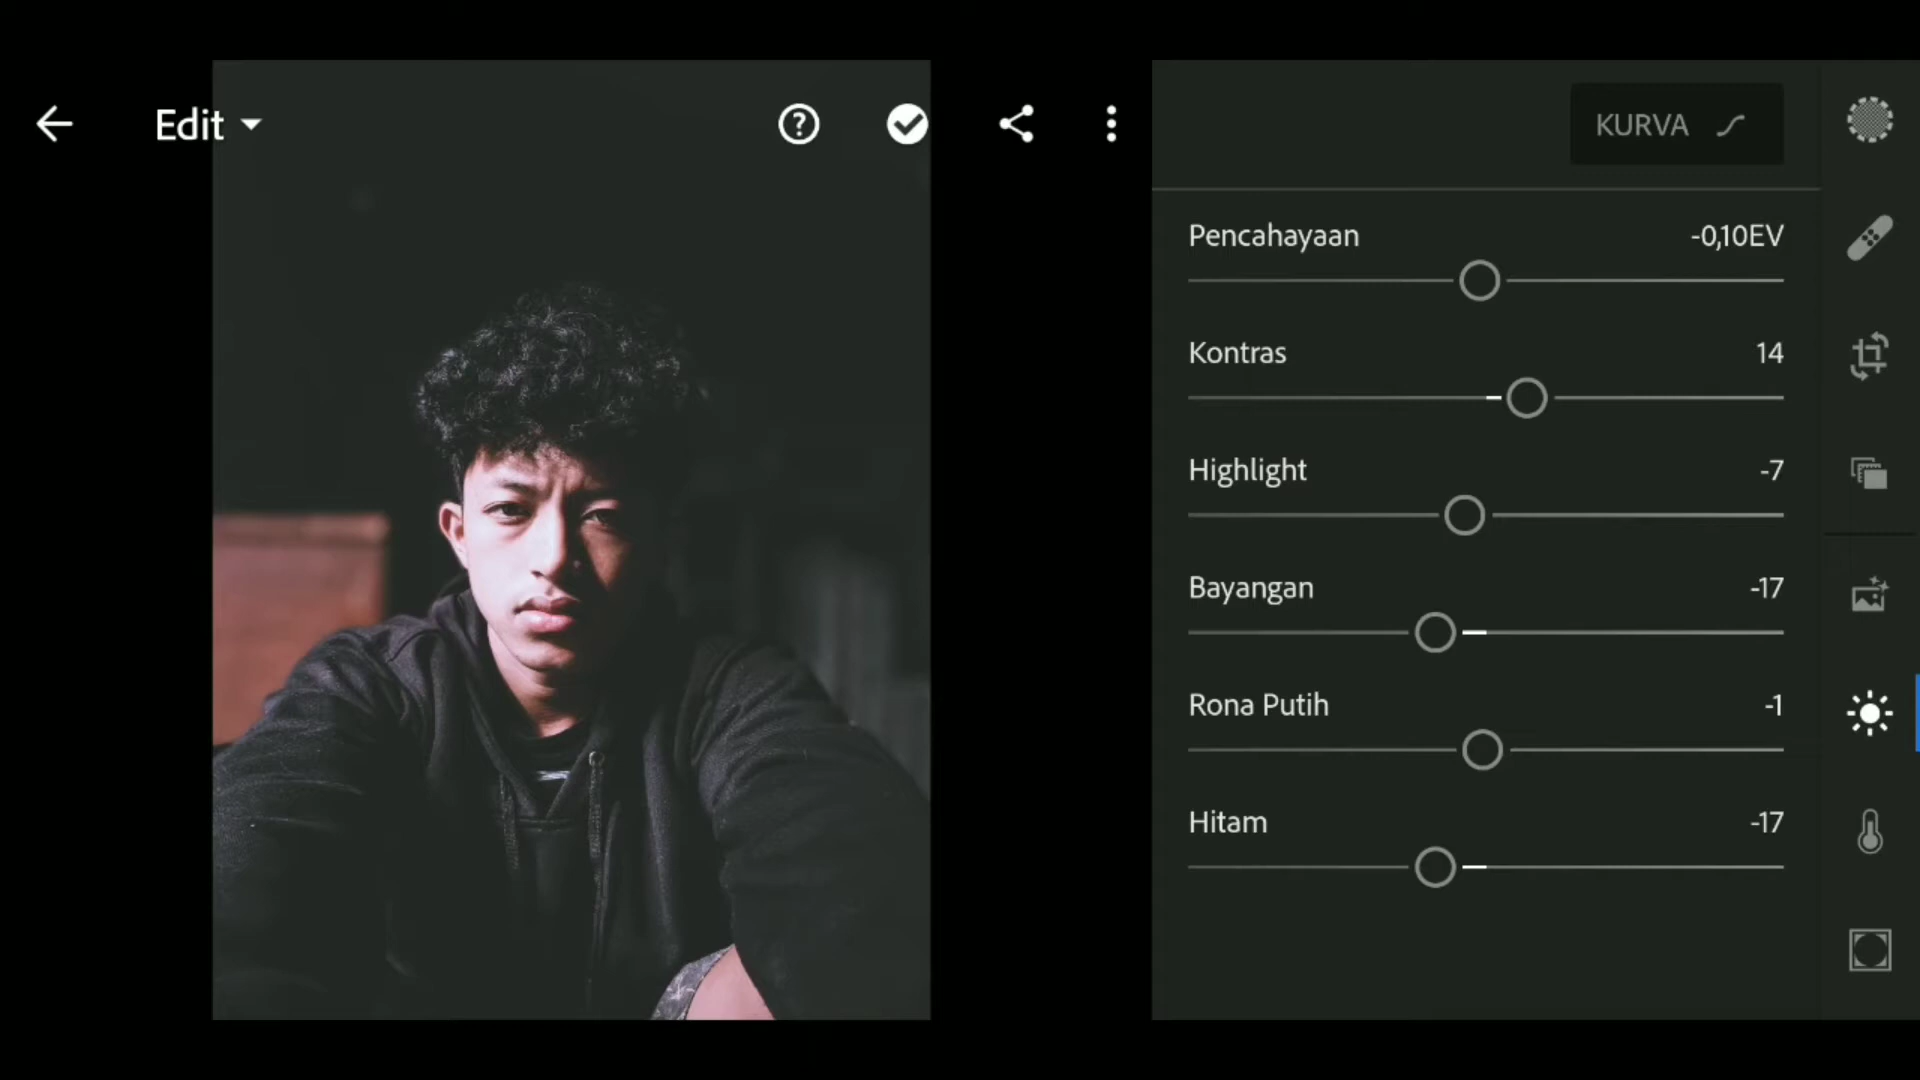 Edit
KURVA
Pencahayaan -0,10EV
Kontras 14
Highlight -7
Bayangan -17
Rona Putih -1
Hitam -17